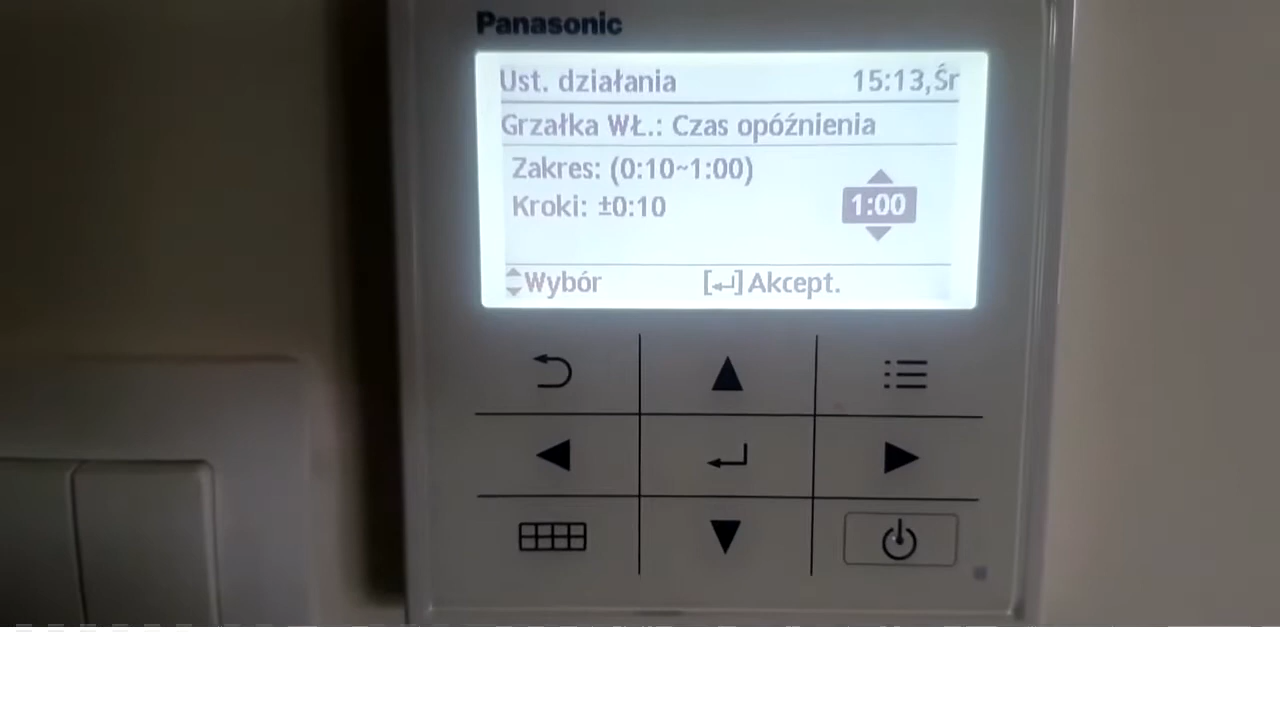 Panasonic
Ust. działania 15:13,Śr
Grzałka WŁ.: Czas opóźnienia
Zakres: (0:10~1:00)
Kroki: ±0:10
1:00
Wybór [↵] Akcept.